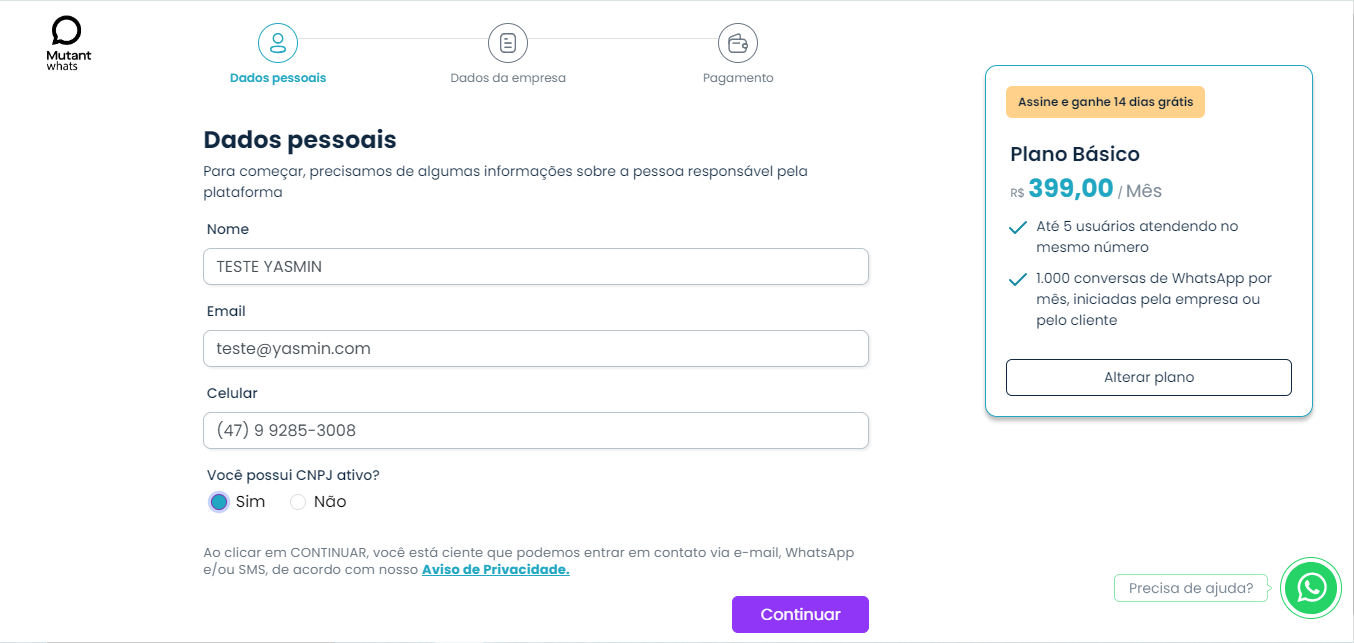 Mutant
whats
Dados pessoais
Dados da empresa
Pagamento
Dados pessoais
Para começar, precisamos de algumas informações sobre a pessoa responsável pela
plataforma
Nome
TESTE YASMIN
Email
teste@yasmin.com
Celular
(47) 9 9285-3008
Você possui CNPJ ativo?
Sim
Não
Ao clicar em CONTINUAR, você está ciente que podemos entrar em contato via e-mail, WhatsApp
e/ou SMS, de acordo com nosso Aviso de Privacidade.
Continuar
Assine e ganhe 14 dias grátis
Plano Básico
R$ 399,00 / Mês
Até 5 usuários atendendo no
mesmo número
1.000 conversas de WhatsApp por
mês, iniciadas pela empresa ou
pelo cliente
Alterar plano
Precisa de ajuda?